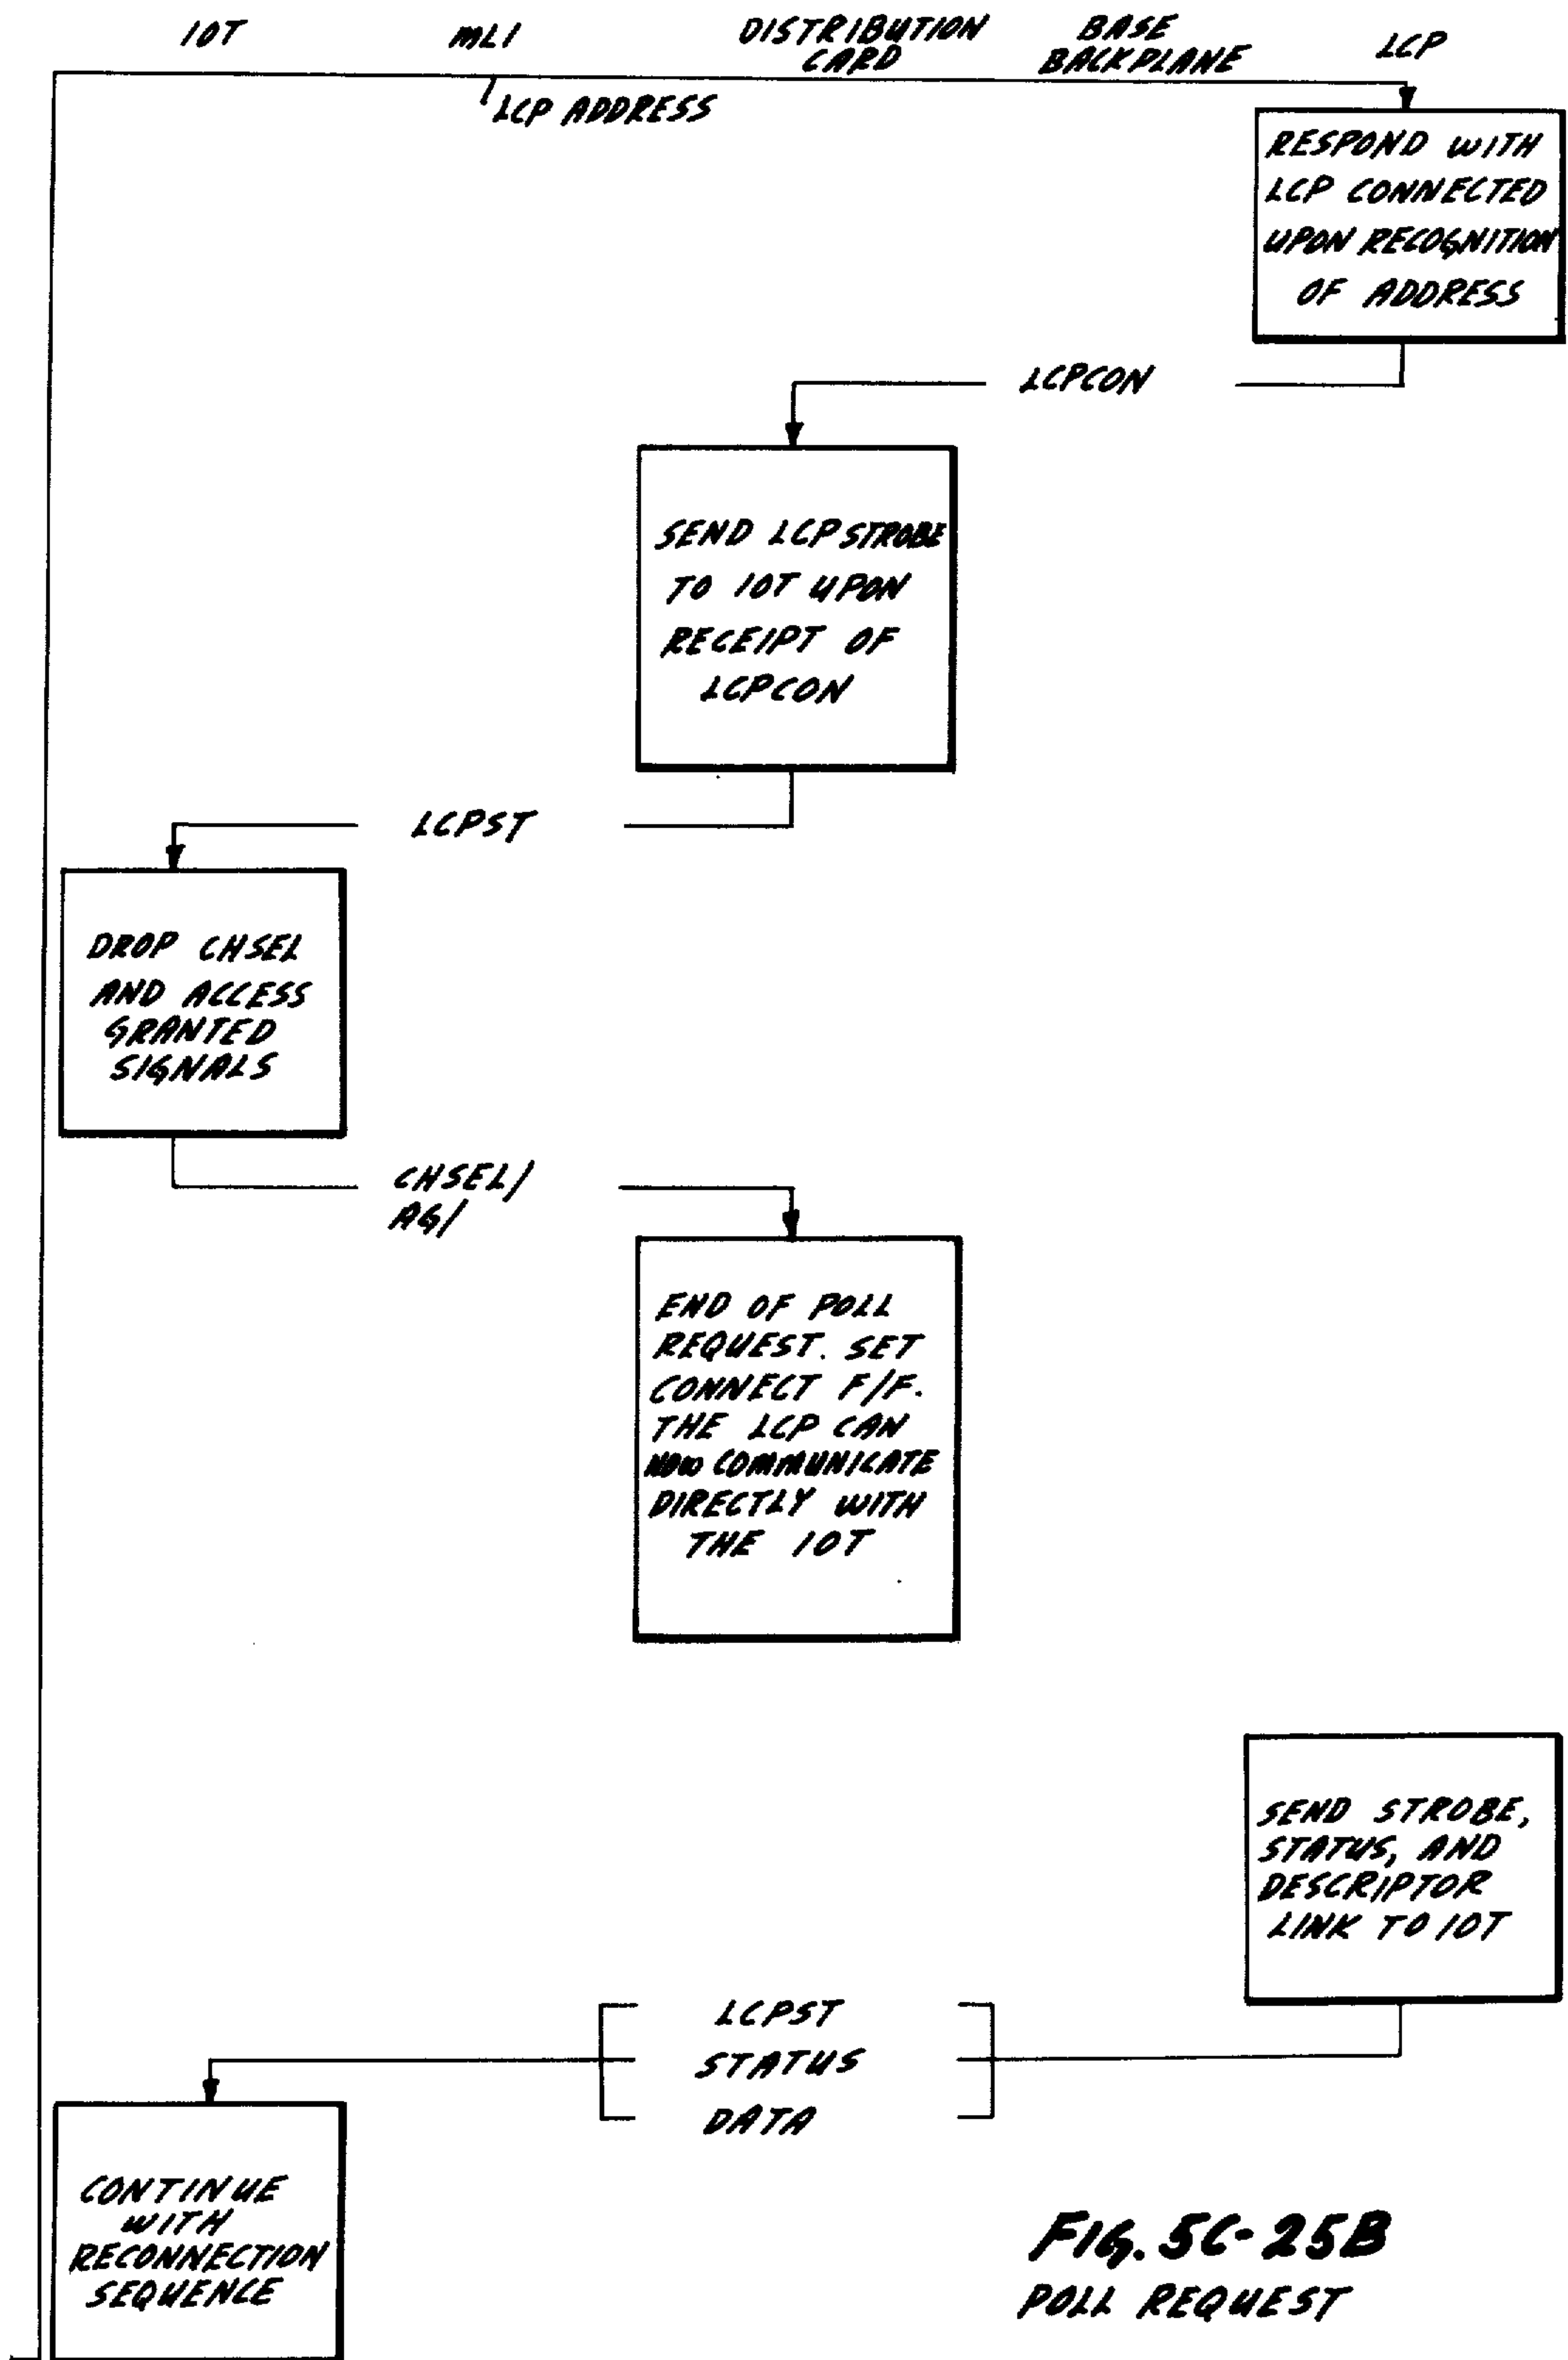 IOT
MLI
DISTRIBUTION
CARD
BASE
BACKPLANE
LCP
LCP ADDRESS
RESPOND WITH
LCP CONNECTED
UPON RECOGNITION
OF ADDRESS
LCPCON
SEND LCP STROBE
TO IOT UPON
RECEIPT OF
LCPCON
LCPST
DROP CHSEL
AND ACCESS
GRANTED
SIGNALS
CHSEL/
AG/
END OF POLL
REQUEST. SET
CONNECT F/F.
THE LCP CAN
NOW COMMUNICATE
DIRECTLY WITH
THE IOT
SEND STROBE,
STATUS, AND
DESCRIPTOR
LINK TO IOT
LCPST
STATUS
DATA
CONTINUE
WITH
RECONNECTION
SEQUENCE
FIG. 5C-25B
POLL REQUEST